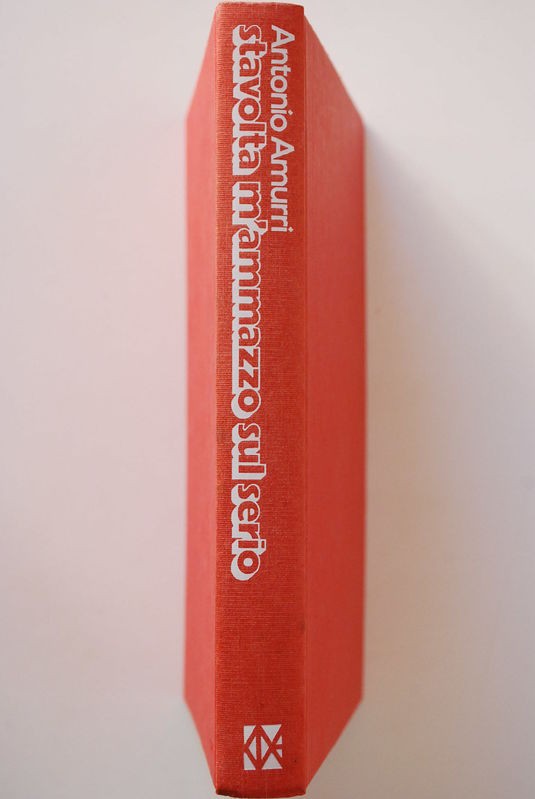 Antonio Amurri
stavolta m'ammazzo sul serio